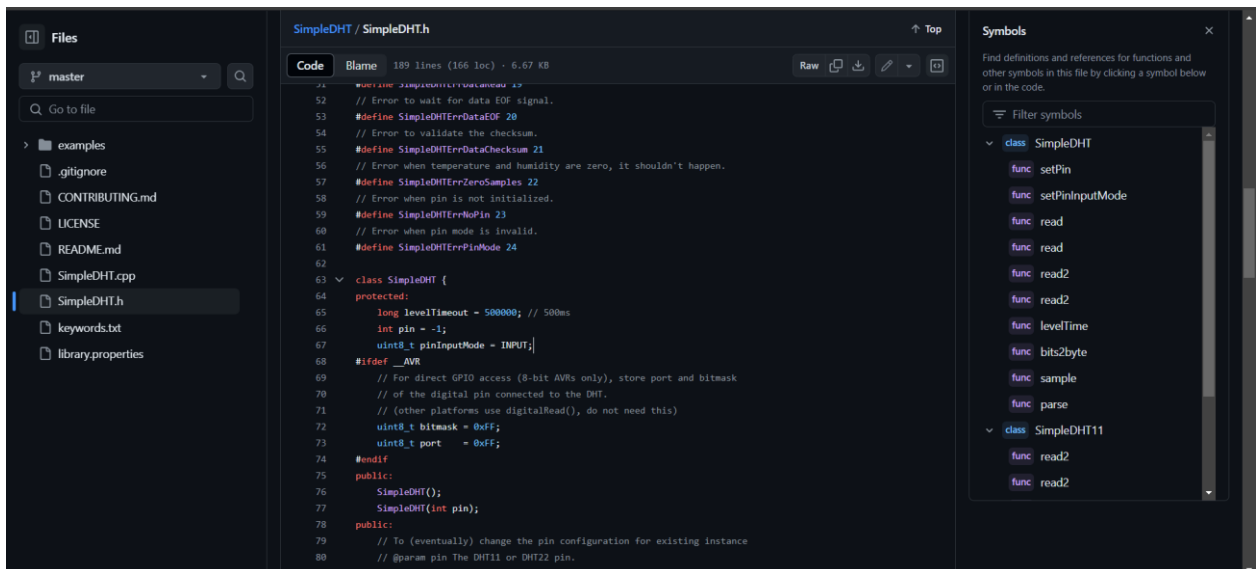 Files
master
Go to file
examples
.gitignore
CONTRIBUTING.md
LICENSE
README.md
SimpleDHT.cpp
SimpleDHT.h
keywords.txt
library.properties
SimpleDHT / SimpleDHT.h
Top
Code Blame 189 lines (166 loc) · 6.67 KB Raw
51 #define SimpleDHTErrDataRead 19
52 // Error to wait for data EOF signal.
53 #define SimpleDHTErrDataEOF 20
54 // Error to validate the checksum.
55 #define SimpleDHTErrDataChecksum 21
56 // Error when temperature and humidity are zero, it shouldn't happen.
57 #define SimpleDHTErrZeroSamples 22
58 // Error when pin is not initialized.
59 #define SimpleDHTErrNoPin 23
60 // Error when pin mode is invalid.
61 #define SimpleDHTErrPinMode 24
62
63 class SimpleDHT {
64 protected:
65 long levelTimeout = 500000; // 500ms
66 int pin = -1;
67 uint8_t pinInputMode = INPUT;
68 #ifdef __AVR
69 // For direct GPIO access (8-bit AVRs only), store port and bitmask
70 // of the digital pin connected to the DHT.
71 // (other platforms use digitalRead(), do not need this)
72 uint8_t bitmask = 0xFF;
73 uint8_t port = 0xFF;
74 #endif
75 public:
76 SimpleDHT();
77 SimpleDHT(int pin);
78 public:
79 // To (eventually) change the pin configuration for existing instance
80 // @param pin The DHT11 or DHT22 pin.
Symbols
Find definitions and references for functions and
other symbols in this file by clicking a symbol below
or in the code.
Filter symbols
class SimpleDHT
func setPin
func setPinInputMode
func read
func read
func read2
func read2
func levelTime
func bits2byte
func sample
func parse
class SimpleDHT11
func read2
func read2